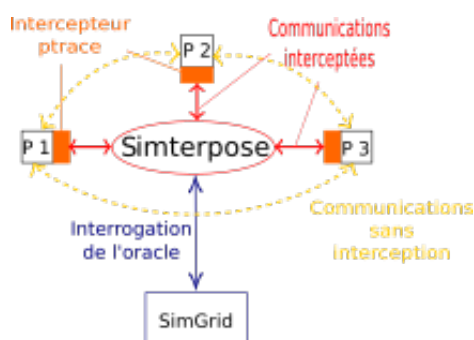 Intercepteur
ptrace
Communications
interceptées
P 2
P 1
Simterpose
P 3
Communications
sans
interception
Interrogation
de l'oracle
SimGrid